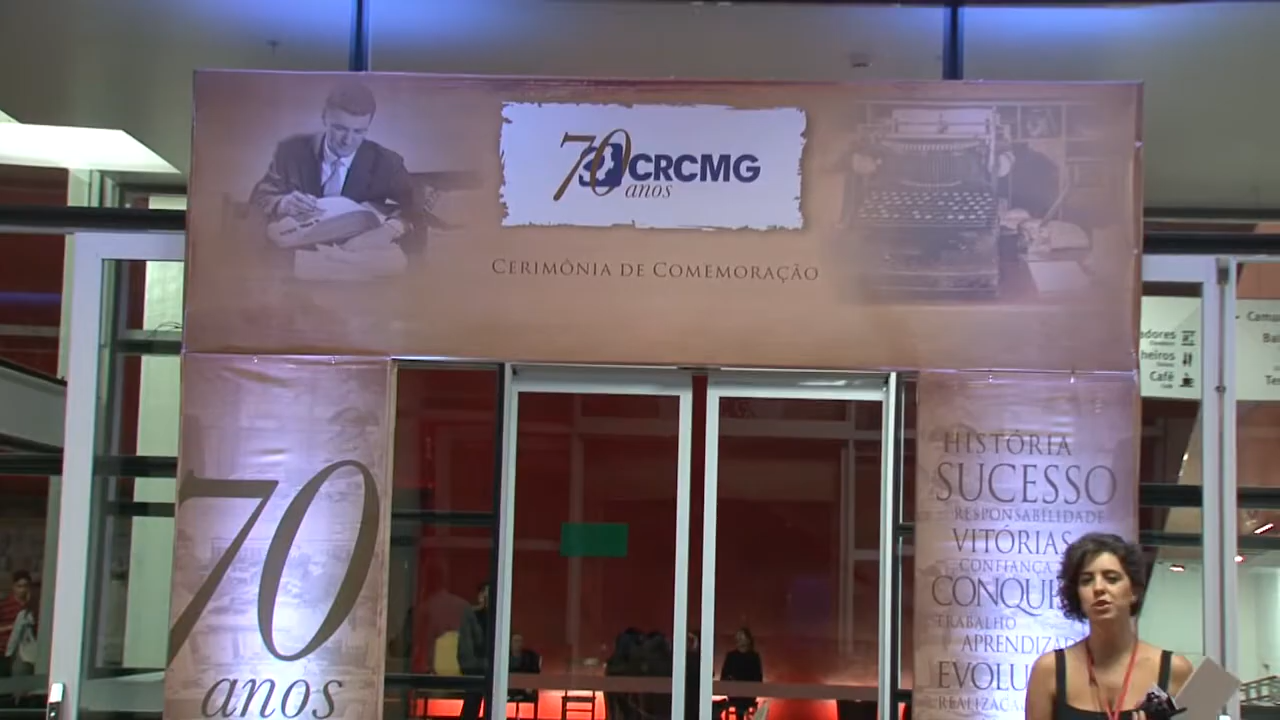 70 CRCMG
anos
CERIMÔNIA DE COMEMORAÇÃO
70
anos
HISTÓRIA
SUCESSO
RESPONSABILIDADE
VITÓRIAS
CONFIANÇA
TRABALHO
Café